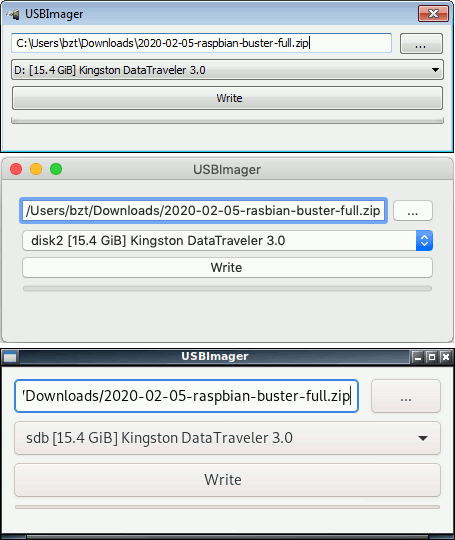 USBImager
C:\Users\bzt\Downloads\2020-02-05-raspbian-buster-full.zip
...
D: [15.4 GiB] Kingston DataTraveler 3.0
Write
USBImager
/Users/bzt/Downloads/2020-02-05-rasbian-buster-full.zip
...
disk2 [15.4 GiB] Kingston DataTraveler 3.0
Write
USBImager
/Downloads/2020-02-05-raspbian-buster-full.zip
...
sdb [15.4 GiB] Kingston DataTraveler 3.0
Write